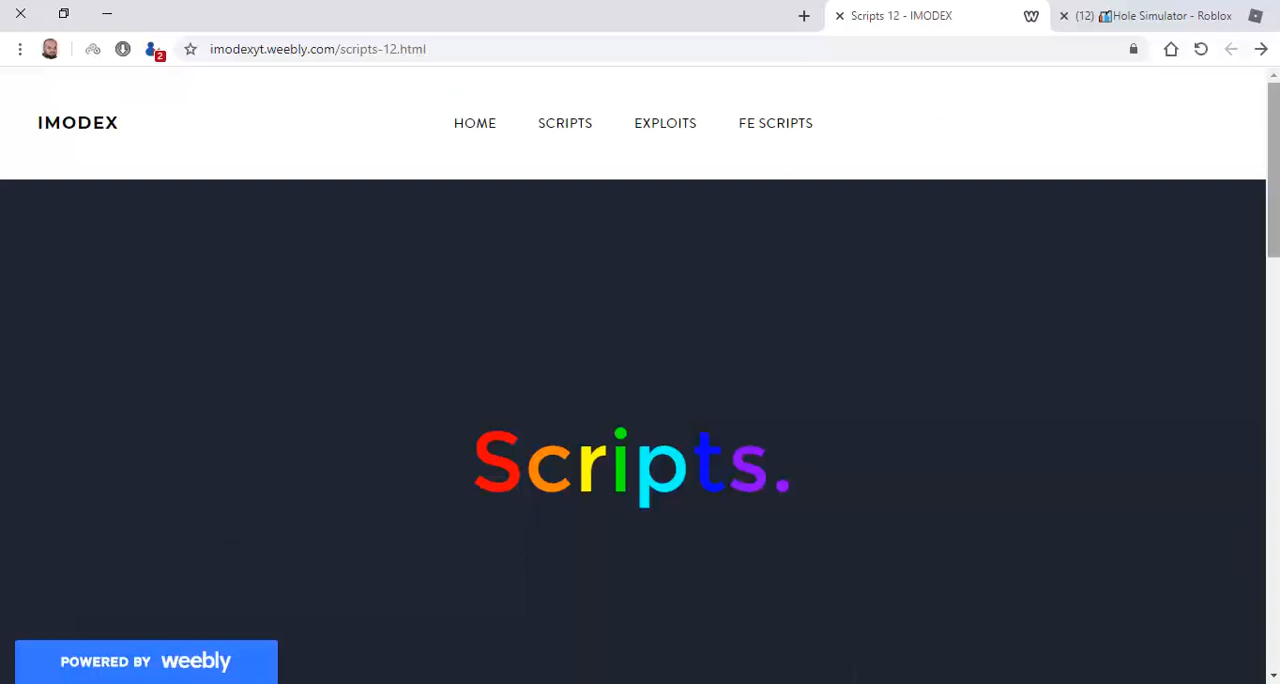 Scripts 12 - IMODEX
(12) Hole Simulator - Roblox
2
imodexyt.weebly.com/scripts-12.html
IMODEX
HOME
SCRIPTS
EXPLOITS
FE SCRIPTS
Scripts.
POWERED BY weebly